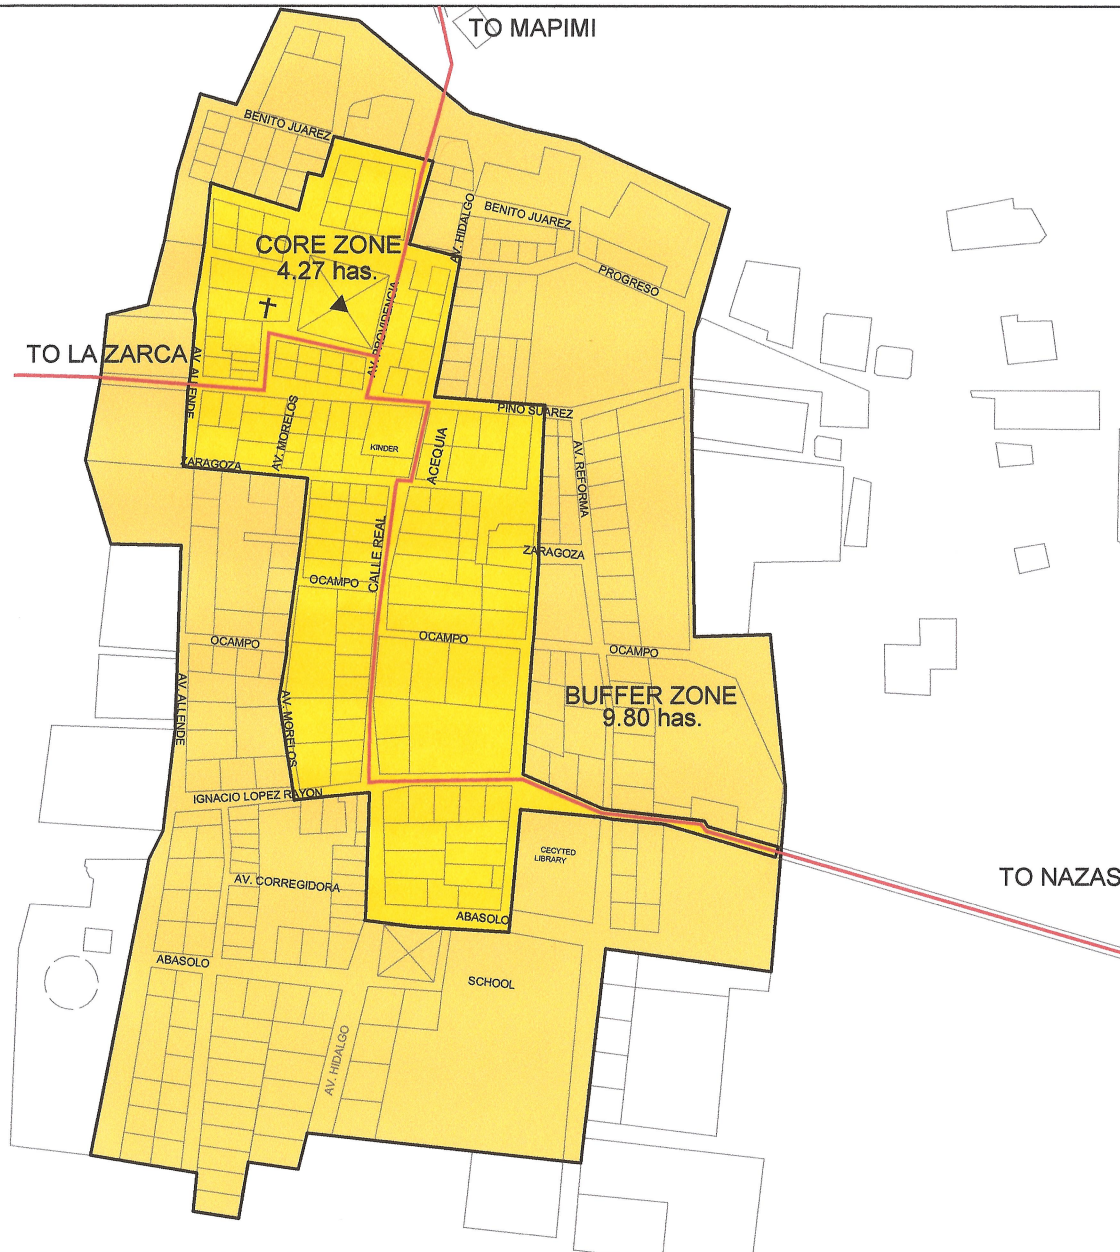 TO MAPIMI
BENITO JUAREZ
AV. HIDALGO
BENITO JUAREZ
CORE ZONE
4.27 has.
PROGRESO
AV. PROVIDENCIA
TO LA ZARCA
AV. ALLENDE
PINO SUAREZ
AV. MORELOS
KINDER
ACEQUIA
AV. REFORMA
ZARAGOZA
CALLE REAL
ZARAGOZA
OCAMPO
OCAMPO
OCAMPO
OCAMPO
AV. ALLENDE
AV. MORELOS
BUFFER ZONE
9.80 has.
IGNACIO LOPEZ RAYON
CECYTED
LIBRARY
TO NAZAS
AV. CORREGIDORA
ABASOLO
ABASOLO
SCHOOL
AV. HIDALGO